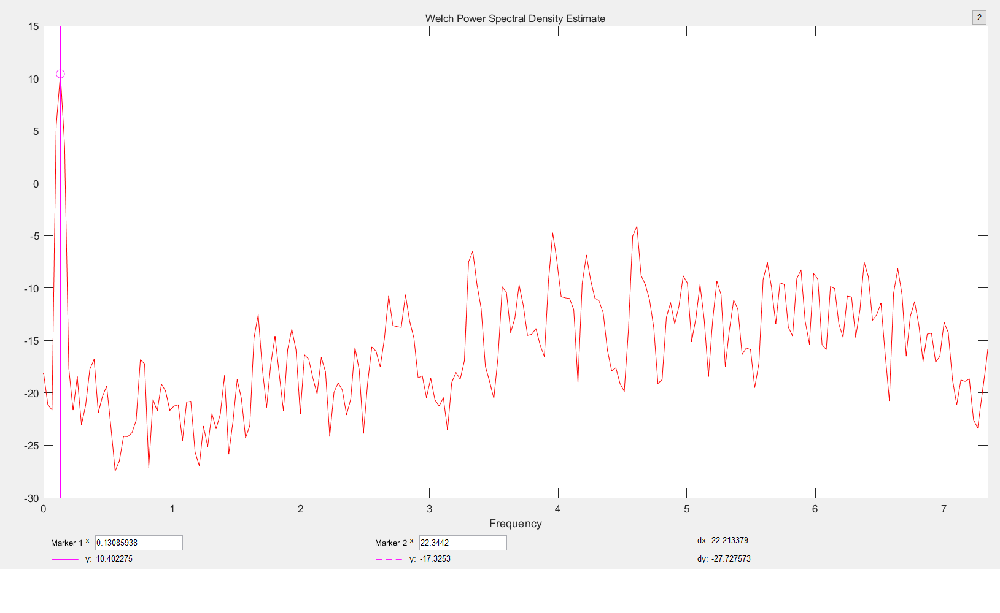 Welch Power Spectral Density Estimate
2
15
10
5
0
-5
-10
-15
-20
-25
-30
0 1 2 3 4 5 6 7
Frequency
Marker 1 x: 0.13085938 Marker 2 x: 22.3442 dx: 22.213379
y: 10.402275 y: -17.3253 dy: -27.727573